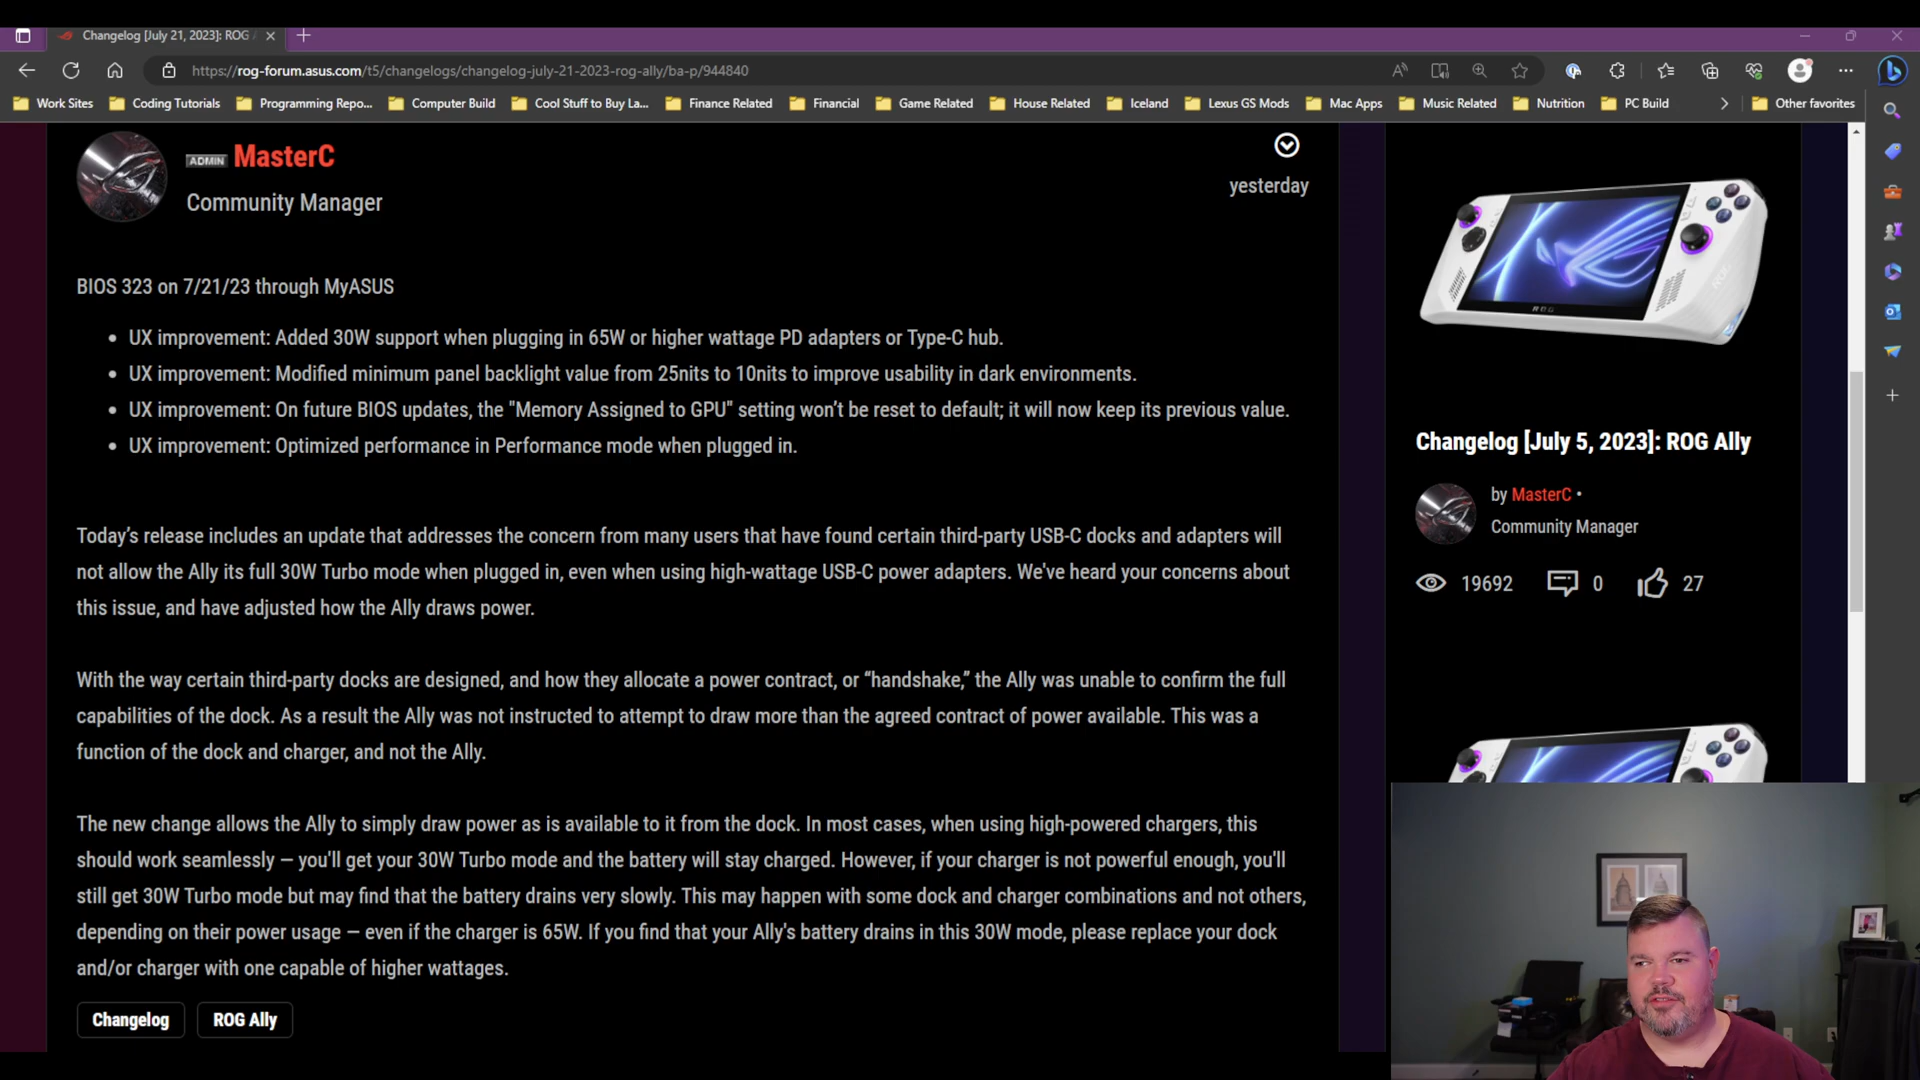 Changelog [July 21, 2023]: ROG
https://rog-forum.asus.com/t5/changelogs/changelog-july-21-2023-rog-ally/ba-p/944840
Work Sites
Coding Tutorials
Programming Repo...
Computer Build
Cool Stuff to Buy La...
Finance Related
Financial
Game Related
House Related
Iceland
Lexus GS Mods
Mac Apps
Music Related
Nutrition
PC Build
Other favorites
ADMIN MasterC
Community Manager
yesterday
BIOS 323 on 7/21/23 through MyASUS
• UX improvement: Added 30W support when plugging in 65W or higher wattage PD adapters or Type-C hub.
• UX improvement: Modified minimum panel backlight value from 25nits to 10nits to improve usability in dark environments.
• UX improvement: On future BIOS updates, the "Memory Assigned to GPU" setting won’t be reset to default; it will now keep its previous value.
• UX improvement: Optimized performance in Performance mode when plugged in.
Today’s release includes an update that addresses the concern from many users that have found certain third-party USB-C docks and adapters will
not allow the Ally its full 30W Turbo mode when plugged in, even when using high-wattage USB-C power adapters. We've heard your concerns about
this issue, and have adjusted how the Ally draws power.
With the way certain third-party docks are designed, and how they allocate a power contract, or “handshake,” the Ally was unable to confirm the full
capabilities of the dock. As a result the Ally was not instructed to attempt to draw more than the agreed contract of power available. This was a
function of the dock and charger, and not the Ally.
The new change allows the Ally to simply draw power as is available to it from the dock. In most cases, when using high-powered chargers, this
should work seamlessly — you'll get your 30W Turbo mode and the battery will stay charged. However, if your charger is not powerful enough, you'll
still get 30W Turbo mode but may find that the battery drains very slowly. This may happen with some dock and charger combinations and not others,
depending on their power usage — even if the charger is 65W. If you find that your Ally's battery drains in this 30W mode, please replace your dock
and/or charger with one capable of higher wattages.
Changelog
ROG Ally
Changelog [July 5, 2023]: ROG Ally
by MasterC •
Community Manager
19692
0
27